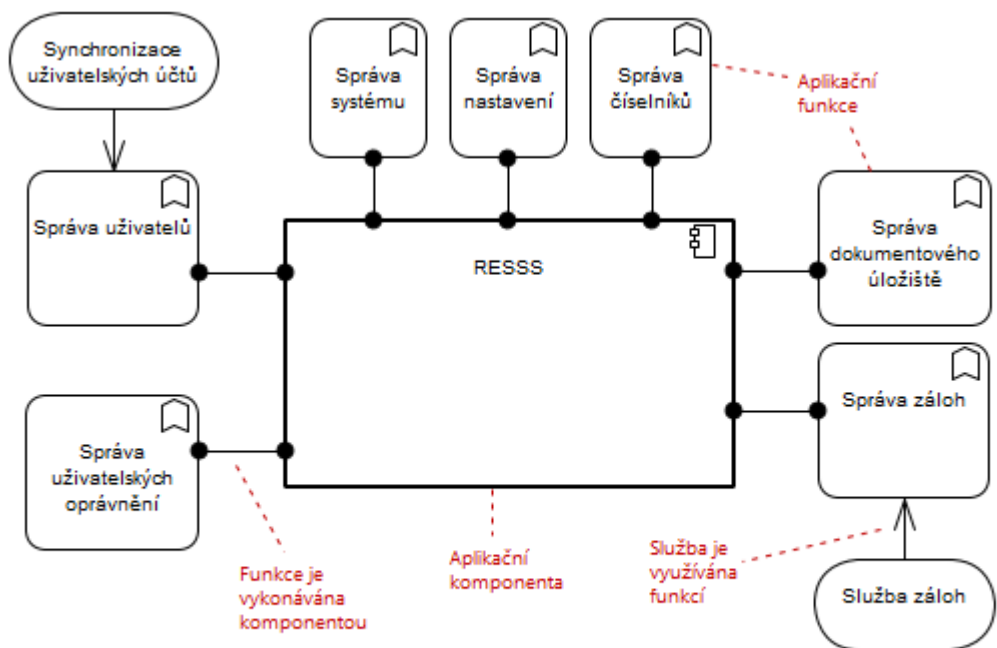 Synchronizace
uživatelských účtů
Správa
systému
Správa
nastavení
Správa
číselníků
Aplikační
funkce
Správa uživatelů
Správa
dokumentového
úložiště
RESSS
Správa záloh
Správa
uživatelských
oprávnění
Funkce je
vykonávána
komponentou
Aplikační
komponenta
Služba je
využívána
funkcí
Služba záloh